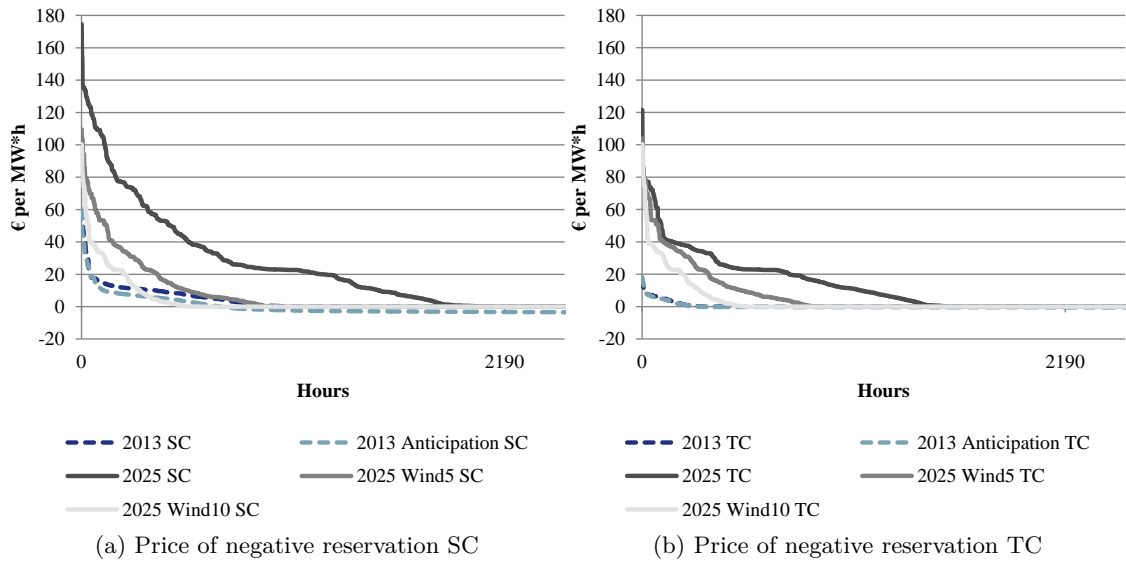 180
160
140
120
100
80
60
40
20
0
-20
€ per MW*h
0
2190
Hours
2013 SC
2013 Anticipation SC
2025 SC
2025 Wind5 SC
2025 Wind10 SC
(a) Price of negative reservation SC
180
160
140
120
100
80
60
40
20
0
-20
€ per MW*h
0
2190
Hours
2013 TC
2013 Anticipation TC
2025 TC
2025 Wind5 TC
2025 Wind10 TC
(b) Price of negative reservation TC